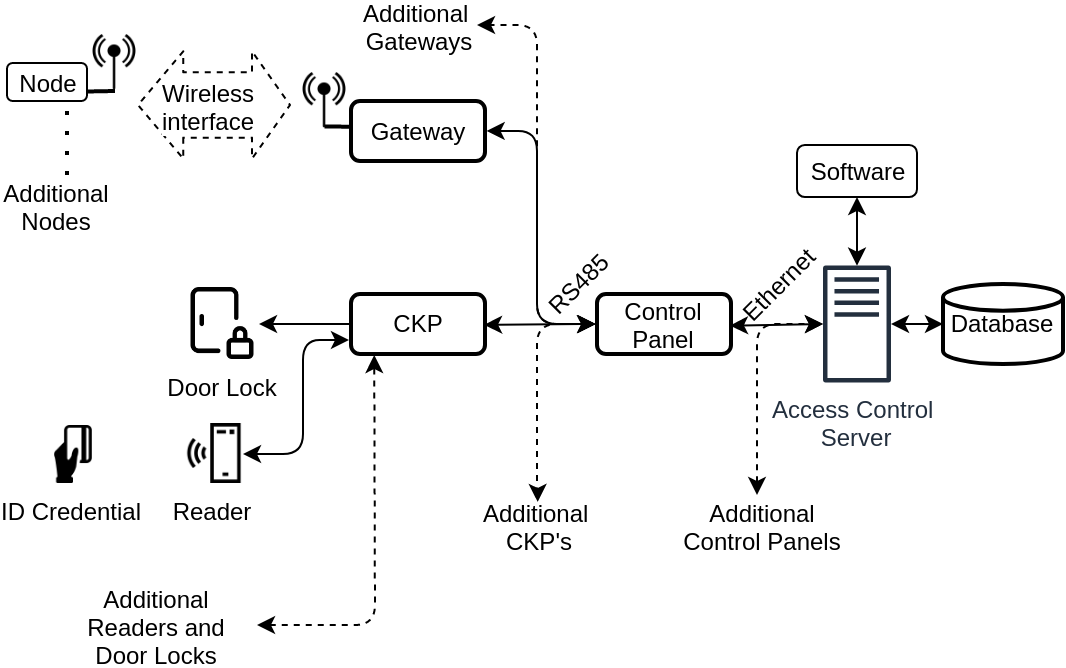 Additional
Gateways
Node
Wireless
interface
Gateway
Additional
Nodes
Software
RS485
Ethernet
CKP
Control
Panel
Database
Door Lock
Access Control
Server
ID Credential
Reader
Additional
CKP's
Additional
Control Panels
Additional
Readers and
Door Locks